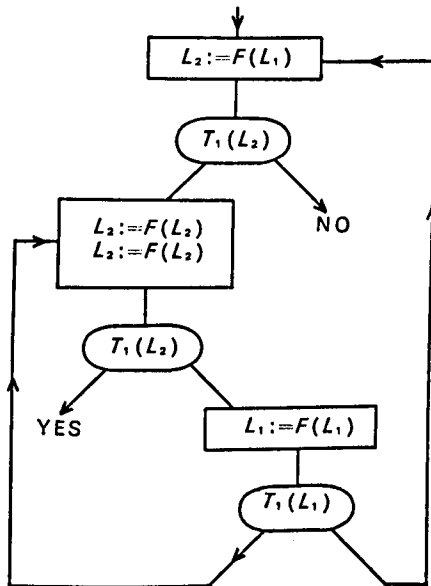 L₂:=F(L₁)
T₁(L₂)
NO
L₂:=F(L₂)
L₂:=F(L₂)
T₁(L₂)
YES
L₁:=F(L₁)
T₁(L₁)